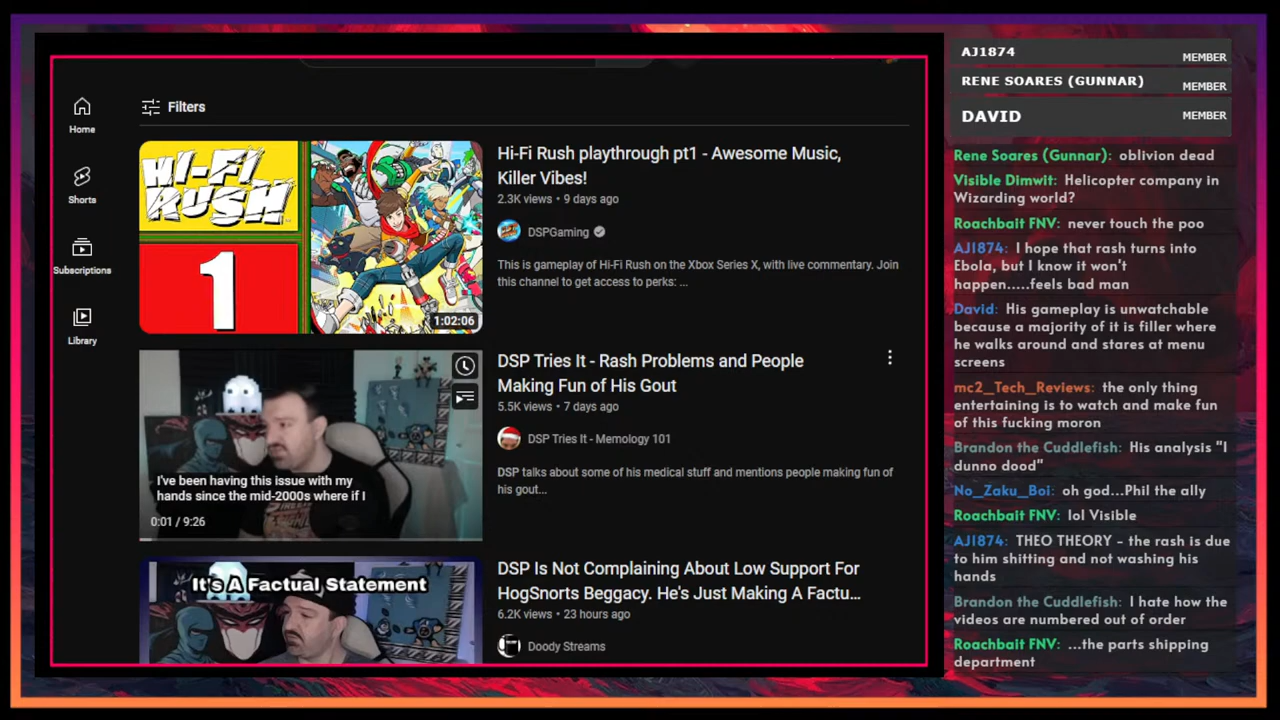 Home
Shorts
Subscriptions
Library
Filters
HI-FI
RUSH
1
1:02:06
Hi-Fi Rush playthrough pt1 - Awesome Music,
Killer Vibes!
2.3K views • 9 days ago
DSPGaming
This is gameplay of Hi-Fi Rush on the Xbox Series X, with live commentary. Join
this channel to get access to perks: ...
I've been having this issue with my
hands since the mid-2000s where if I
0:01 / 9:26
DSP Tries It - Rash Problems and People
Making Fun of His Gout
5.5K views • 7 days ago
DSP Tries It - Memology 101
DSP talks about some of his medical stuff and mentions people making fun of
his gout...
It's A Factual Statement
DSP Is Not Complaining About Low Support For
HogSnorts Beggacy. He's Just Making A Factu...
6.2K views • 23 hours ago
Doody Streams
AJ1874 MEMBER
RENE SOARES (GUNNAR) MEMBER
DAVID MEMBER
Rene Soares (Gunnar): oblivion dead
Visible Dimwit: Helicopter company in
Wizarding world?
Roachbait FNV: never touch the poo
AJ1874: I hope that rash turns into
Ebola, but I know it won't
happen.....feels bad man
David: His gameplay is unwatchable
because a majority of it is filler where
he walks around and stares at menu
screens
mc2_Tech_Reviews: the only thing
entertaining is to watch and make fun
of this fucking moron
Brandon the Cuddlefish: His analysis "I
dunno dood"
No_Zaku_Boi: oh god...Phil the ally
Roachbait FNV: lol Visible
AJ1874: THEO THEORY - the rash is due
to him shitting and not washing his
hands
Brandon the Cuddlefish: I hate how the
videos are numbered out of order
Roachbait FNV: ...the parts shipping
department